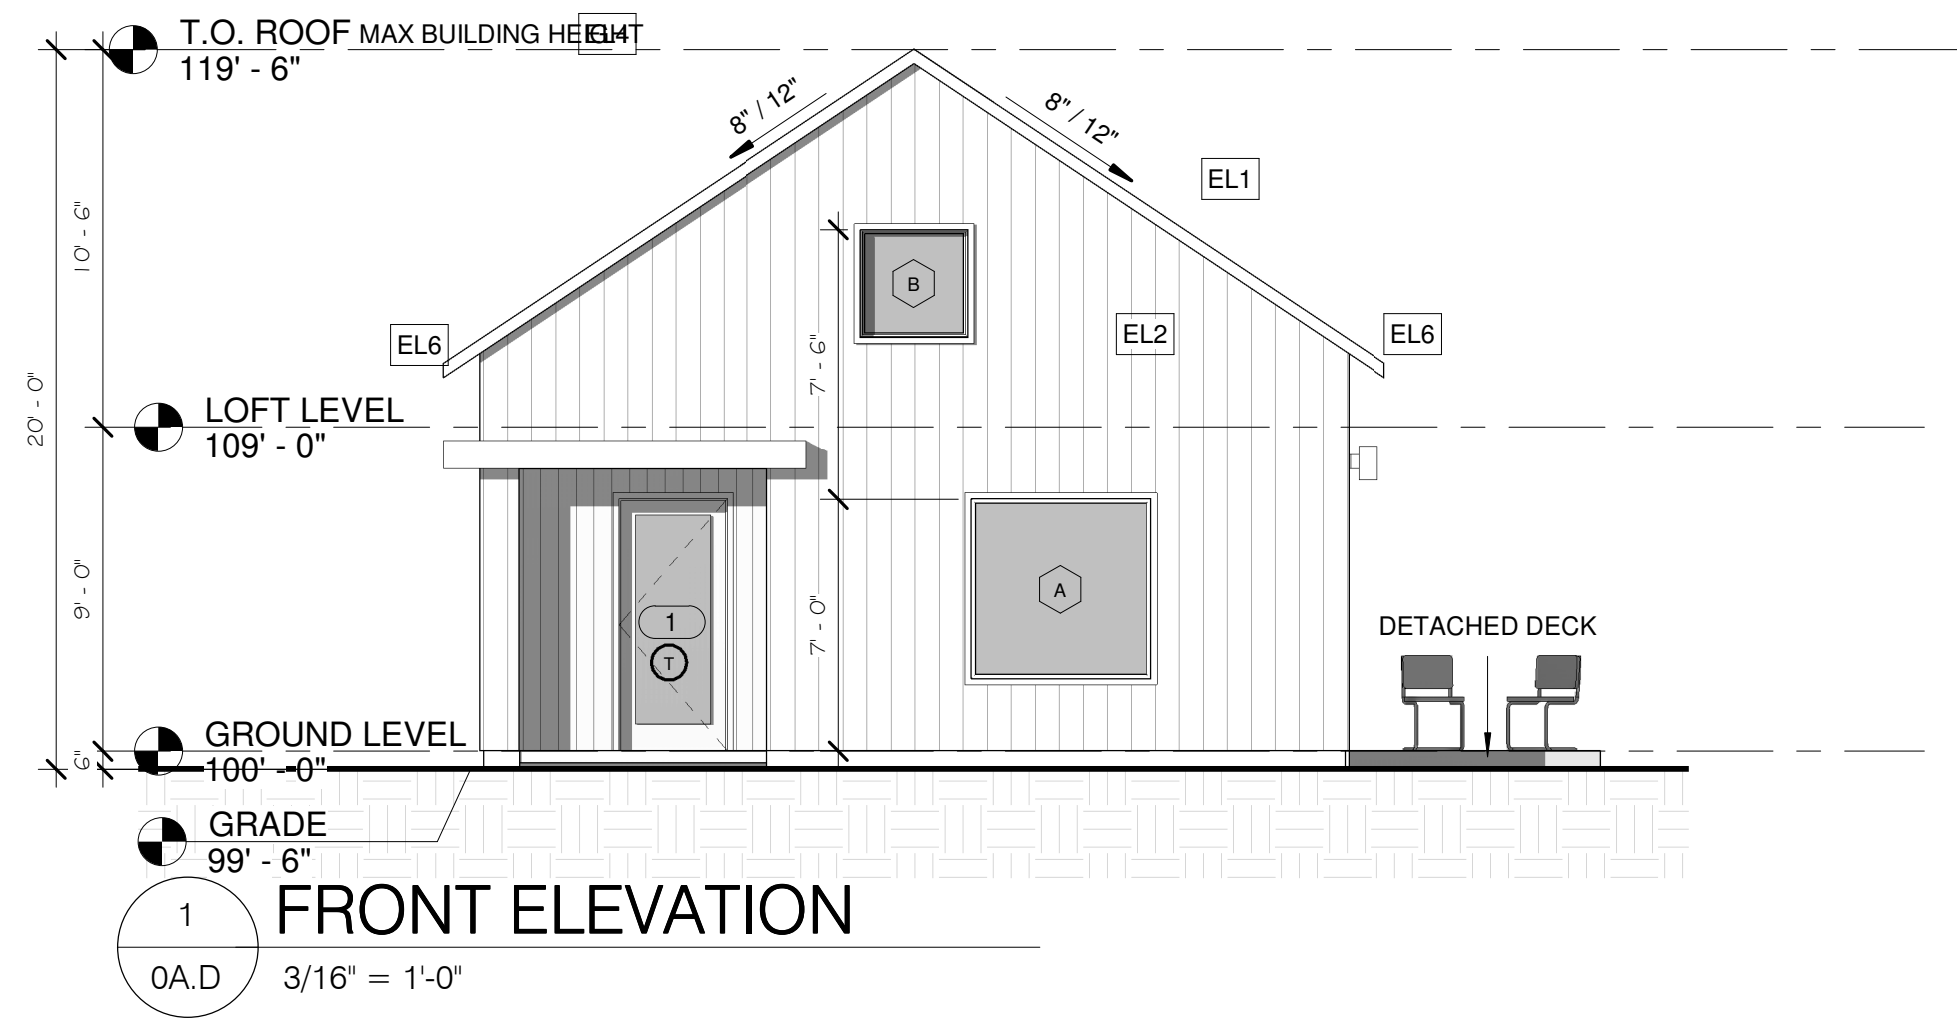 T.O. ROOF MAX BUILDING HEIGHT
EL4
119' - 6"
8" / 12"
8" / 12"
EL1
10' - 6"
B
EL6
EL2
EL6
7' - 6"
20' - 0"
LOFT LEVEL
109' - 0"
9' - 0"
A
7' - 0"
1
T
DETACHED DECK
GROUND LEVEL
100' - 0"
6"
GRADE
99' - 6"
1
FRONT ELEVATION
0A.D
3/16" = 1'-0"